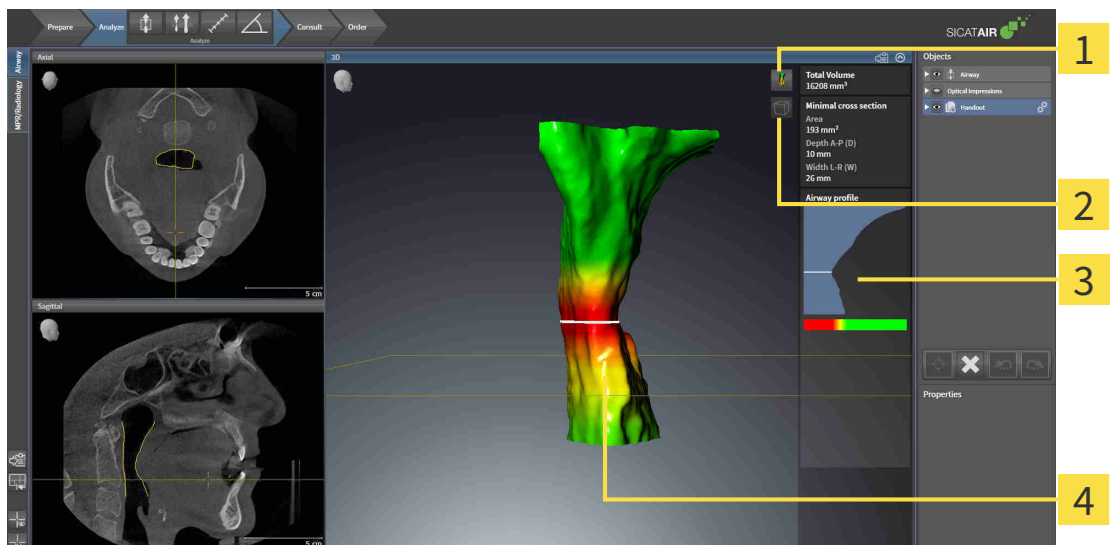 Prepare
Analyze
Analyze
Consult
Order
SICATAIR
Airway
MPR/Radiology
Axial
5 cm
Sagittal
5 cm
3D
Total Volume
16208 mm³
Minimal cross section
Area
193 mm²
Depth A-P (D)
10 mm
Width L-R (W)
26 mm
Airway profile
Objects
Airway
Optical Impressions
Handout
Properties
1
2
3
4